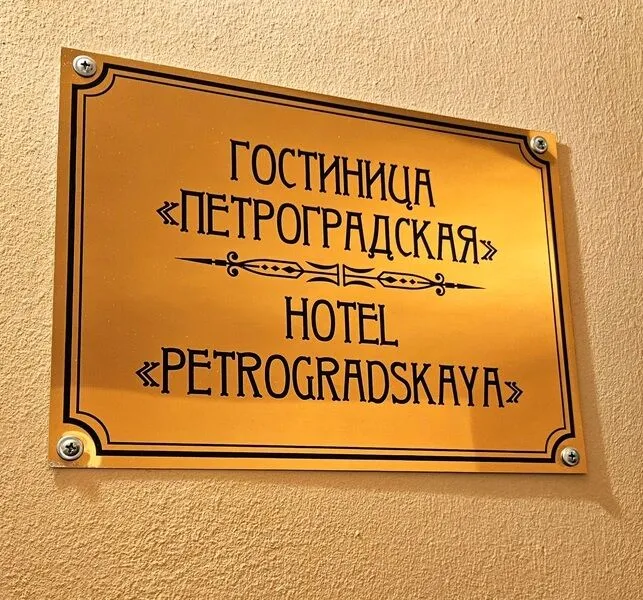 ГОСТИНИЦА
«ПЕТРОГРАДСКАЯ»
HOTEL
«PETROGRADSKAYA»